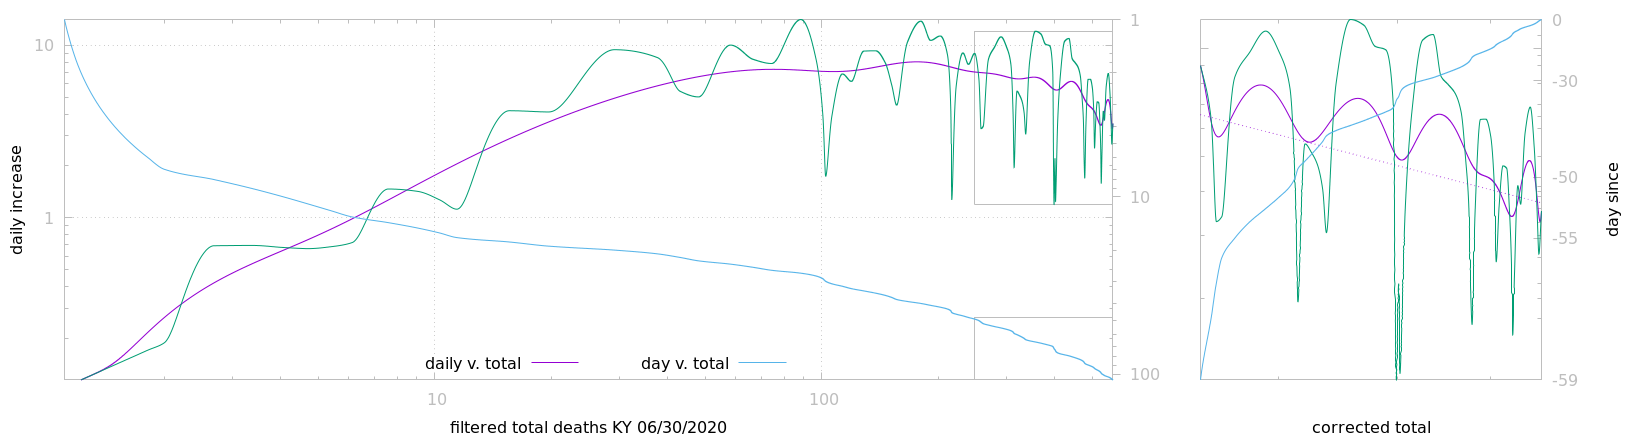 daily increase
10
1
daily v. total
day v. total
10
100
filtered total deaths KY 06/30/2020
1
10
100
0
-30
-50
-55
-59
day since
corrected total